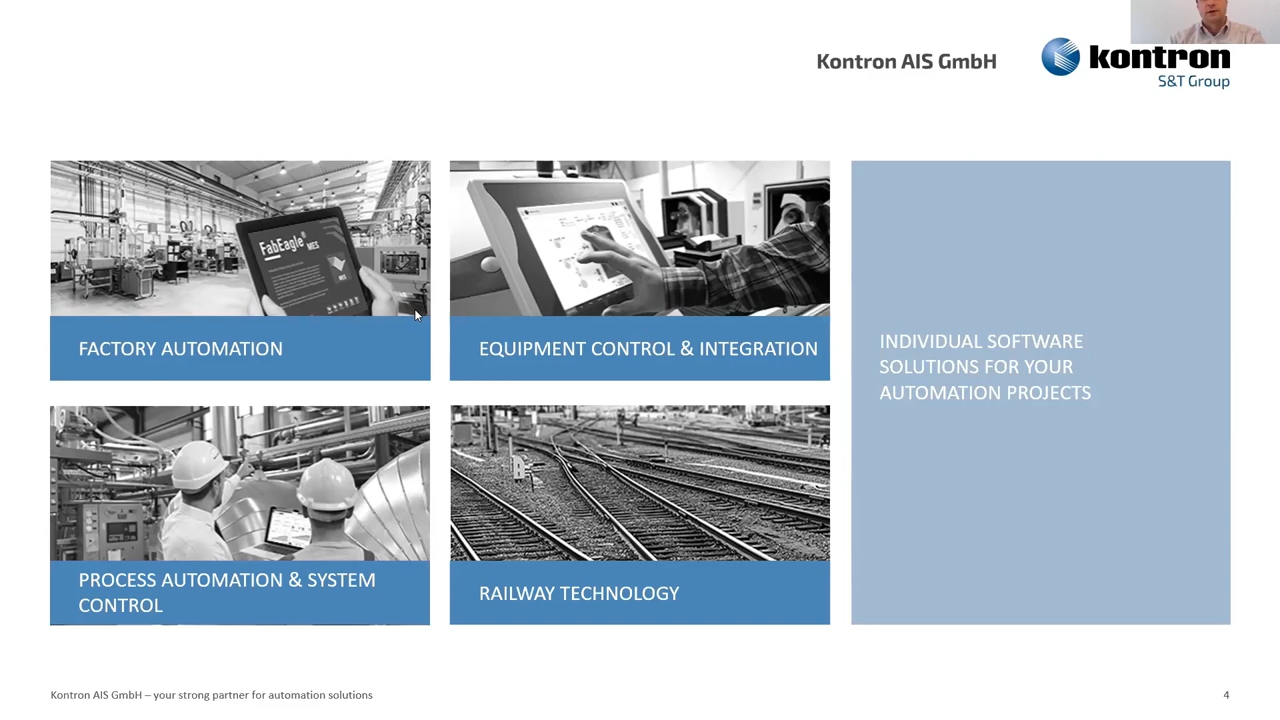 Kontron AIS GmbH
kontron
S&T Group
FabEagle® MES
MES
FACTORY AUTOMATION
EQUIPMENT CONTROL & INTEGRATION
INDIVIDUAL SOFTWARE
SOLUTIONS FOR YOUR
AUTOMATION PROJECTS
PROCESS AUTOMATION & SYSTEM
CONTROL
RAILWAY TECHNOLOGY
Kontron AIS GmbH – your strong partner for automation solutions
4